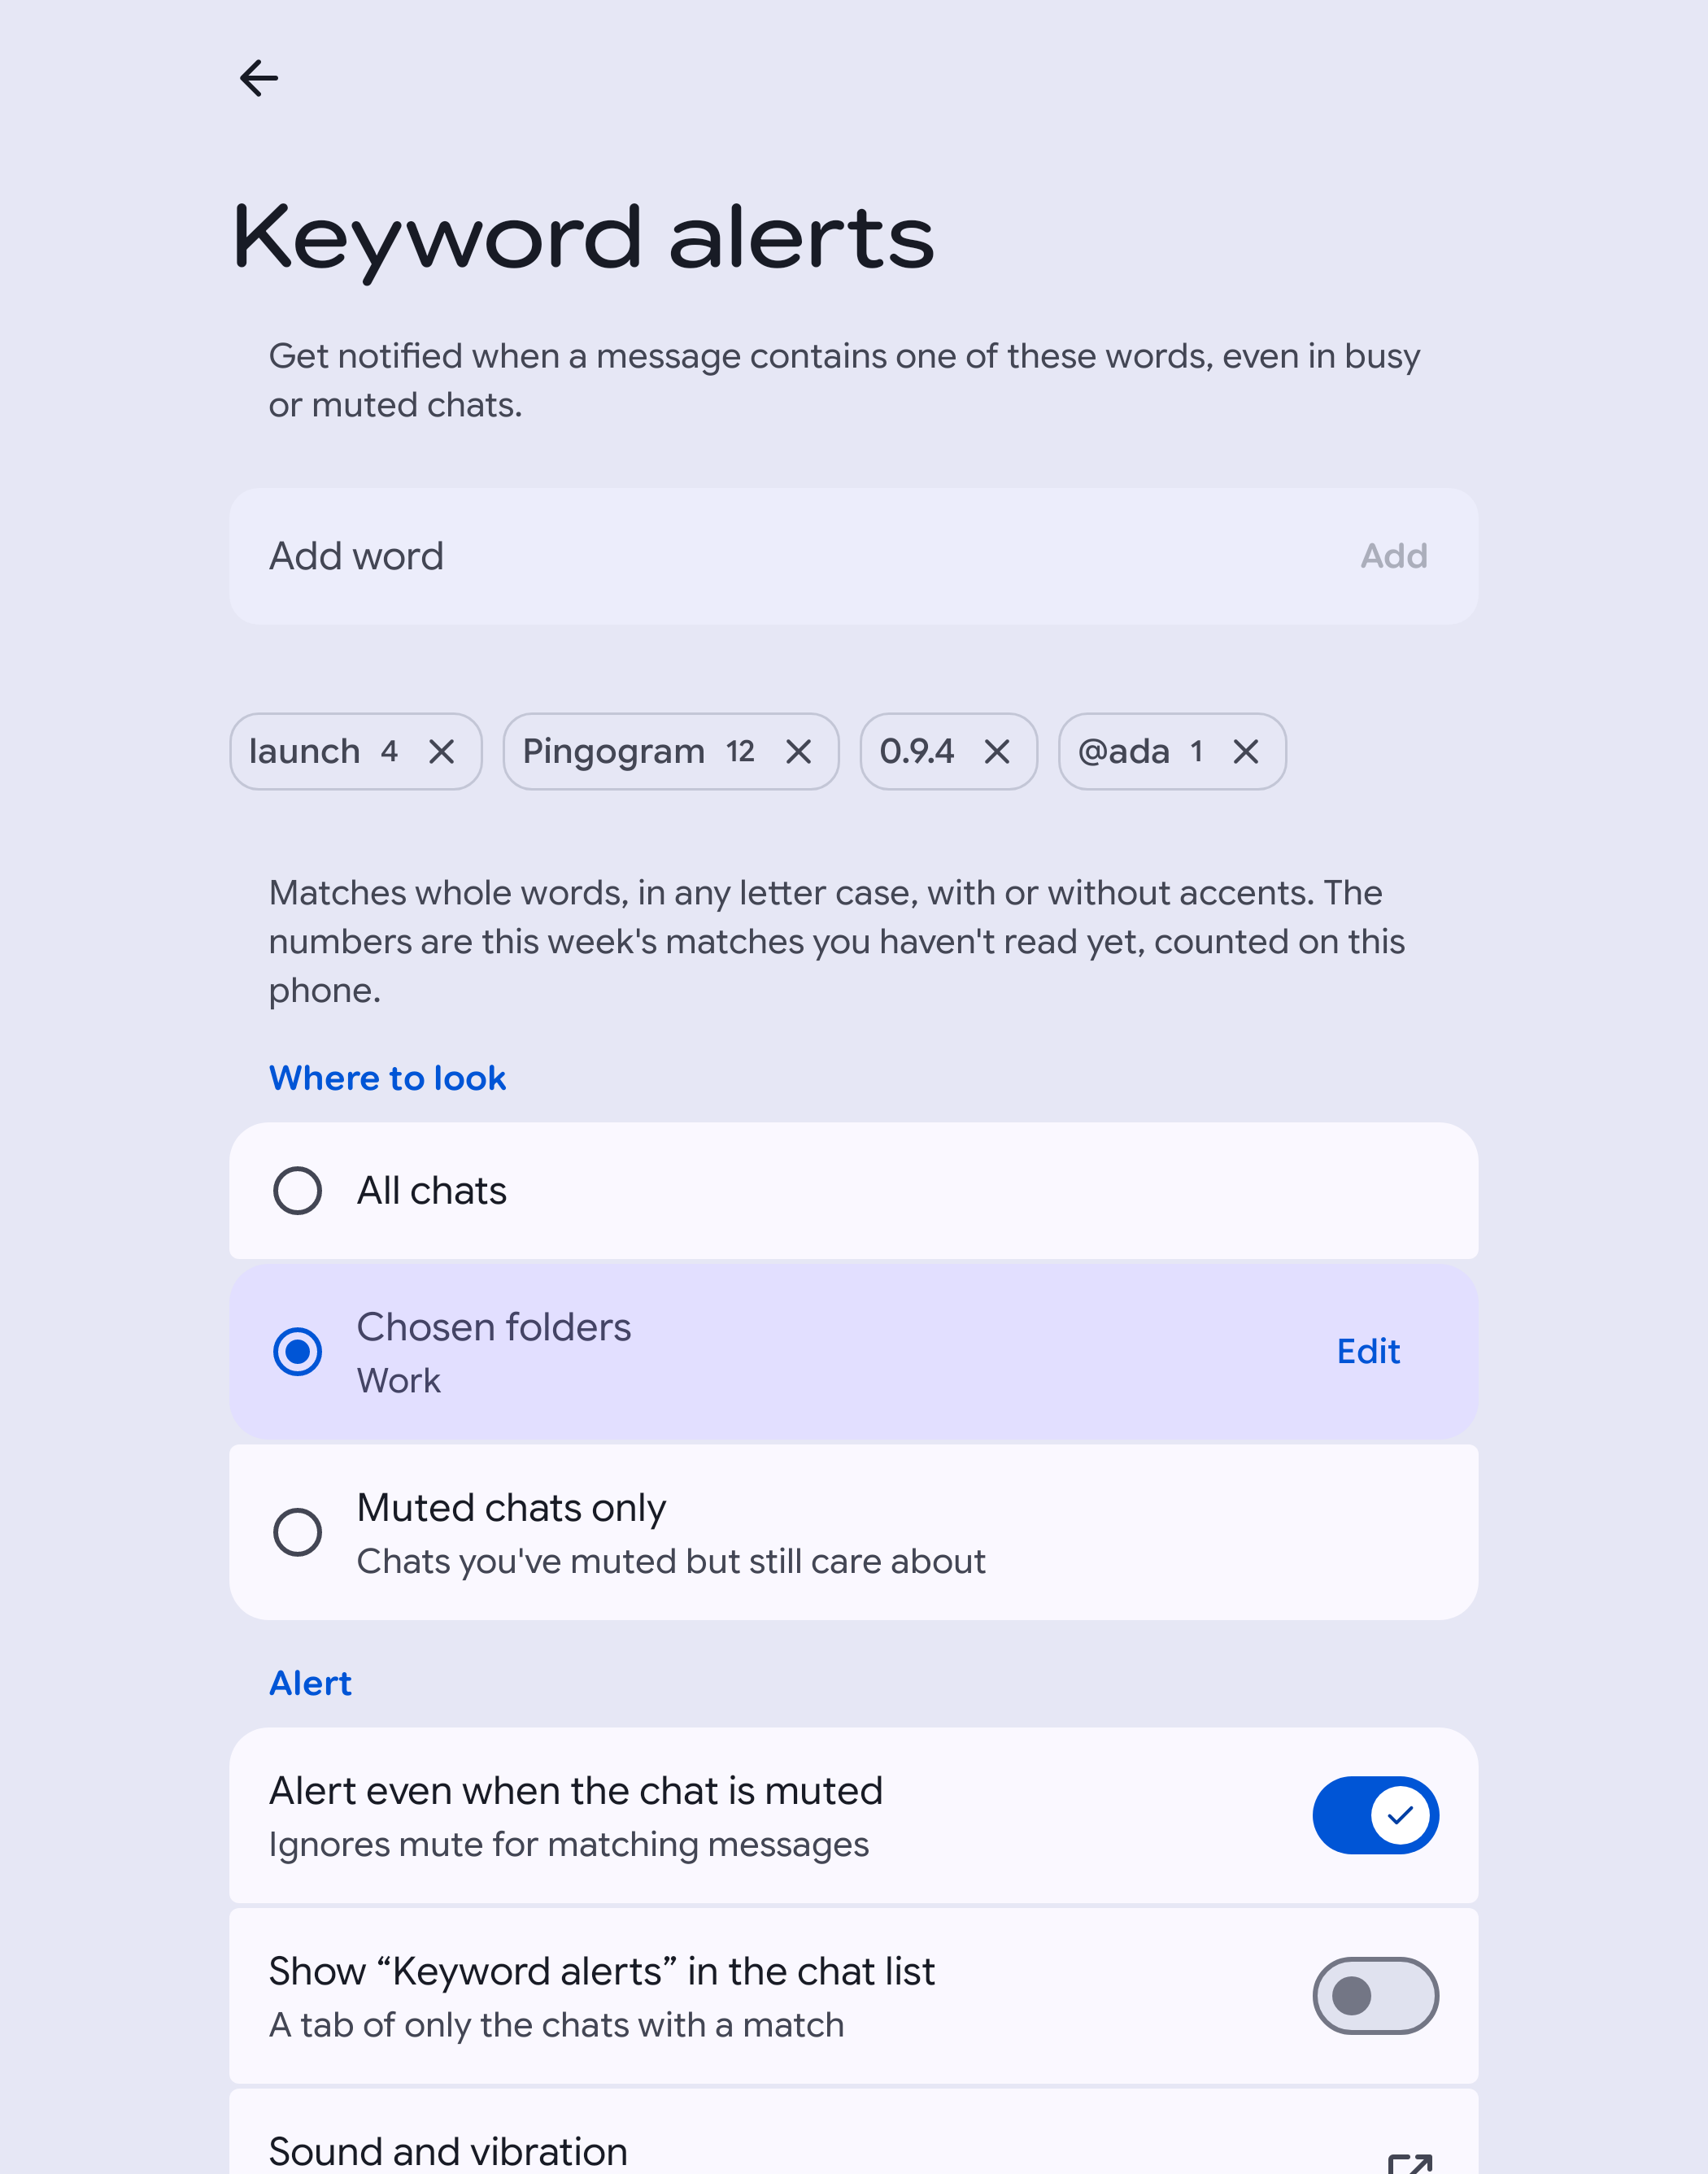 Keyword alerts
Get notified when a message contains one of these words, even in busy
or muted chats.
Add word Add
launch 4 Pingogram 12 0.9.4 @ada 1
Matches whole words, in any letter case, with or without accents. The
numbers are this week's matches you haven't read yet, counted on this
phone.
Where to look
All chats
Chosen folders
Work
Edit
Muted chats only
Chats you've muted but still care about
Alert
Alert even when the chat is muted
Ignores mute for matching messages
Show “Keyword alerts” in the chat list
A tab of only the chats with a match
Sound and vibration